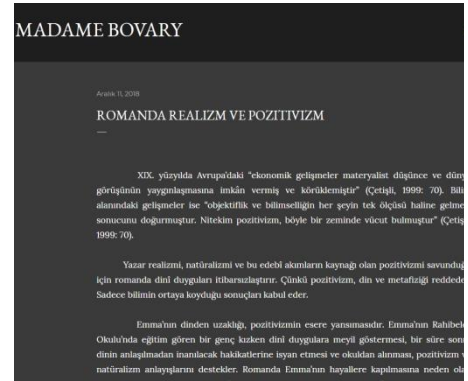 MADAME BOVARY
Aralık 11, 2018
ROMANDA REALIZM VE POZITIVIZM
XIX. yüzyılda Avrupa'daki "ekonomik gelişmeler materyalist düşünce ve düny
görüşünün yaygınlaşmasına imkân vermiş ve körüklemiştir" (Çetişli, 1999: 70). Bili
alanındaki gelişmeler ise "objektiflik ve bilimselliğin her şeyin tek ölçüsü haline gelme
sonucunu doğurmuştur. Nitekim pozitivizm, böyle bir zeminde vücut bulmuştur" (Çetişl
1999: 70).
Yazar realizmi, natüralizmi ve bu edebî akımların kaynağı olan pozitivizmi savunduğ
için romanda dinî duyguları itibarsızlaştırır. Çünkü pozitivizm, din ve metafiziği reddede
Sadece bilimin ortaya koyduğu sonuçları kabul eder.
Emma'nın dinden uzaklığı, pozitivizmin esere yansımasıdır. Emma'nın Rahibele
Okulu'nda eğitim gören bir genç kızken dinî duygulara meyil göstermesi, bir süre sonr
dinin anlaşılmadan inanılacak hakikatlerine isyan etmesi ve okuldan alınması, pozitivizm v
natüralizm anlayışlarını destekler. Romanda Emma'nın hayallere kapılmasına neden ola